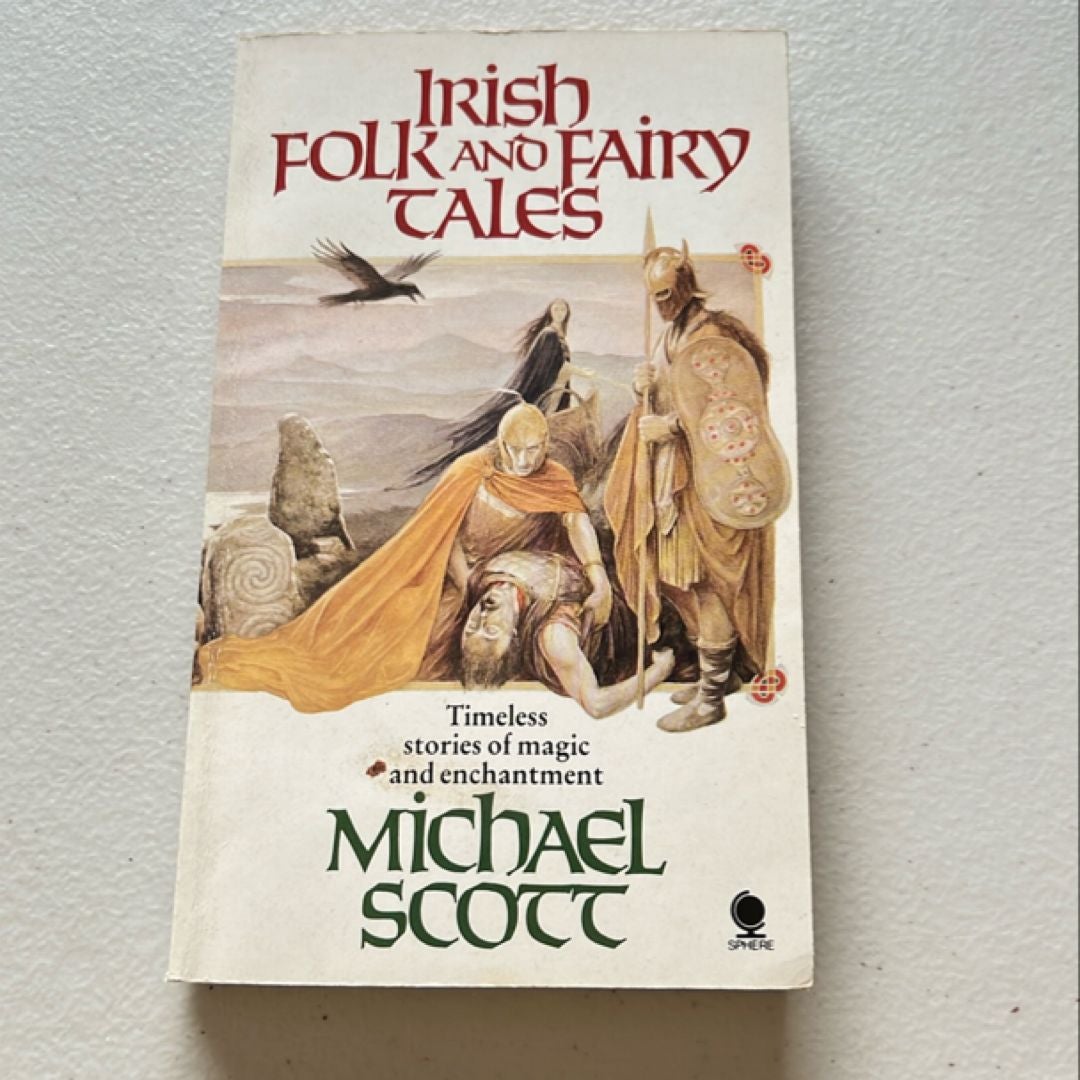 IRISH
FOLK AND FAIRY
TALES
Timeless
stories of magic
and enchantment
MICHAEL
SCOTT
SPHERE